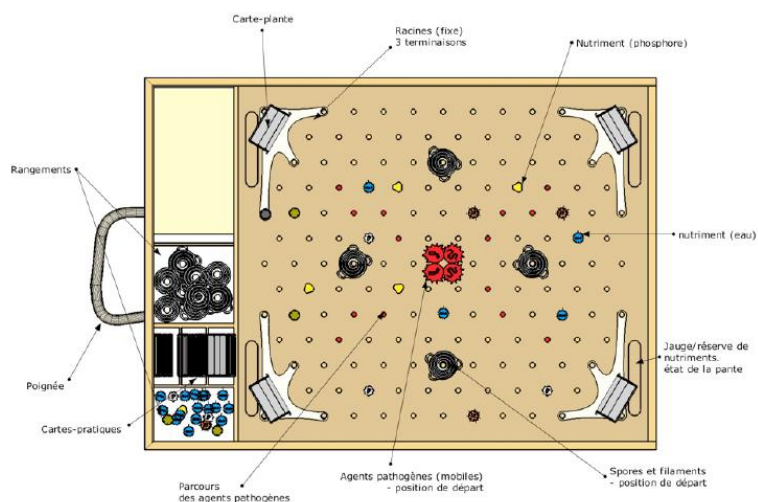 Carte-plante
Racines (fixe)
3 terminaisons
Nutriment (phosphore)
Rangements
nutriment (eau)
Poignée
Jauge/réserve de
nutriments.
état de la pante
Cartes-pratiques
Parcours
des agents pathogènes
Agents pathogènes (mobiles)
- position de départ
Spores et filaments
- position de départ